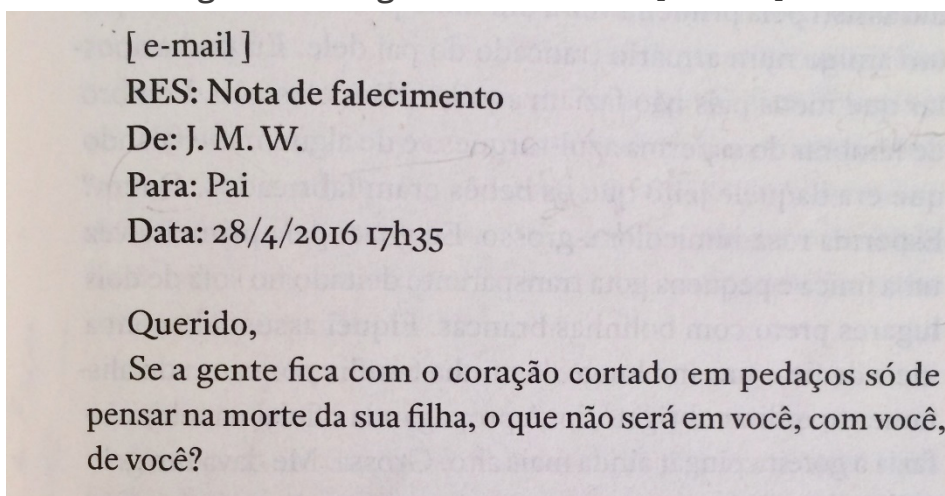 [ e-mail ]
RES: Nota de falecimento
De: J. M. W.
Para: Pai
Data: 28/4/2016 17h35
Querido,
Se a gente fica com o coração cortado em pedaços só de
pensar na morte da sua filha, o que não será em você, com você,
de você?